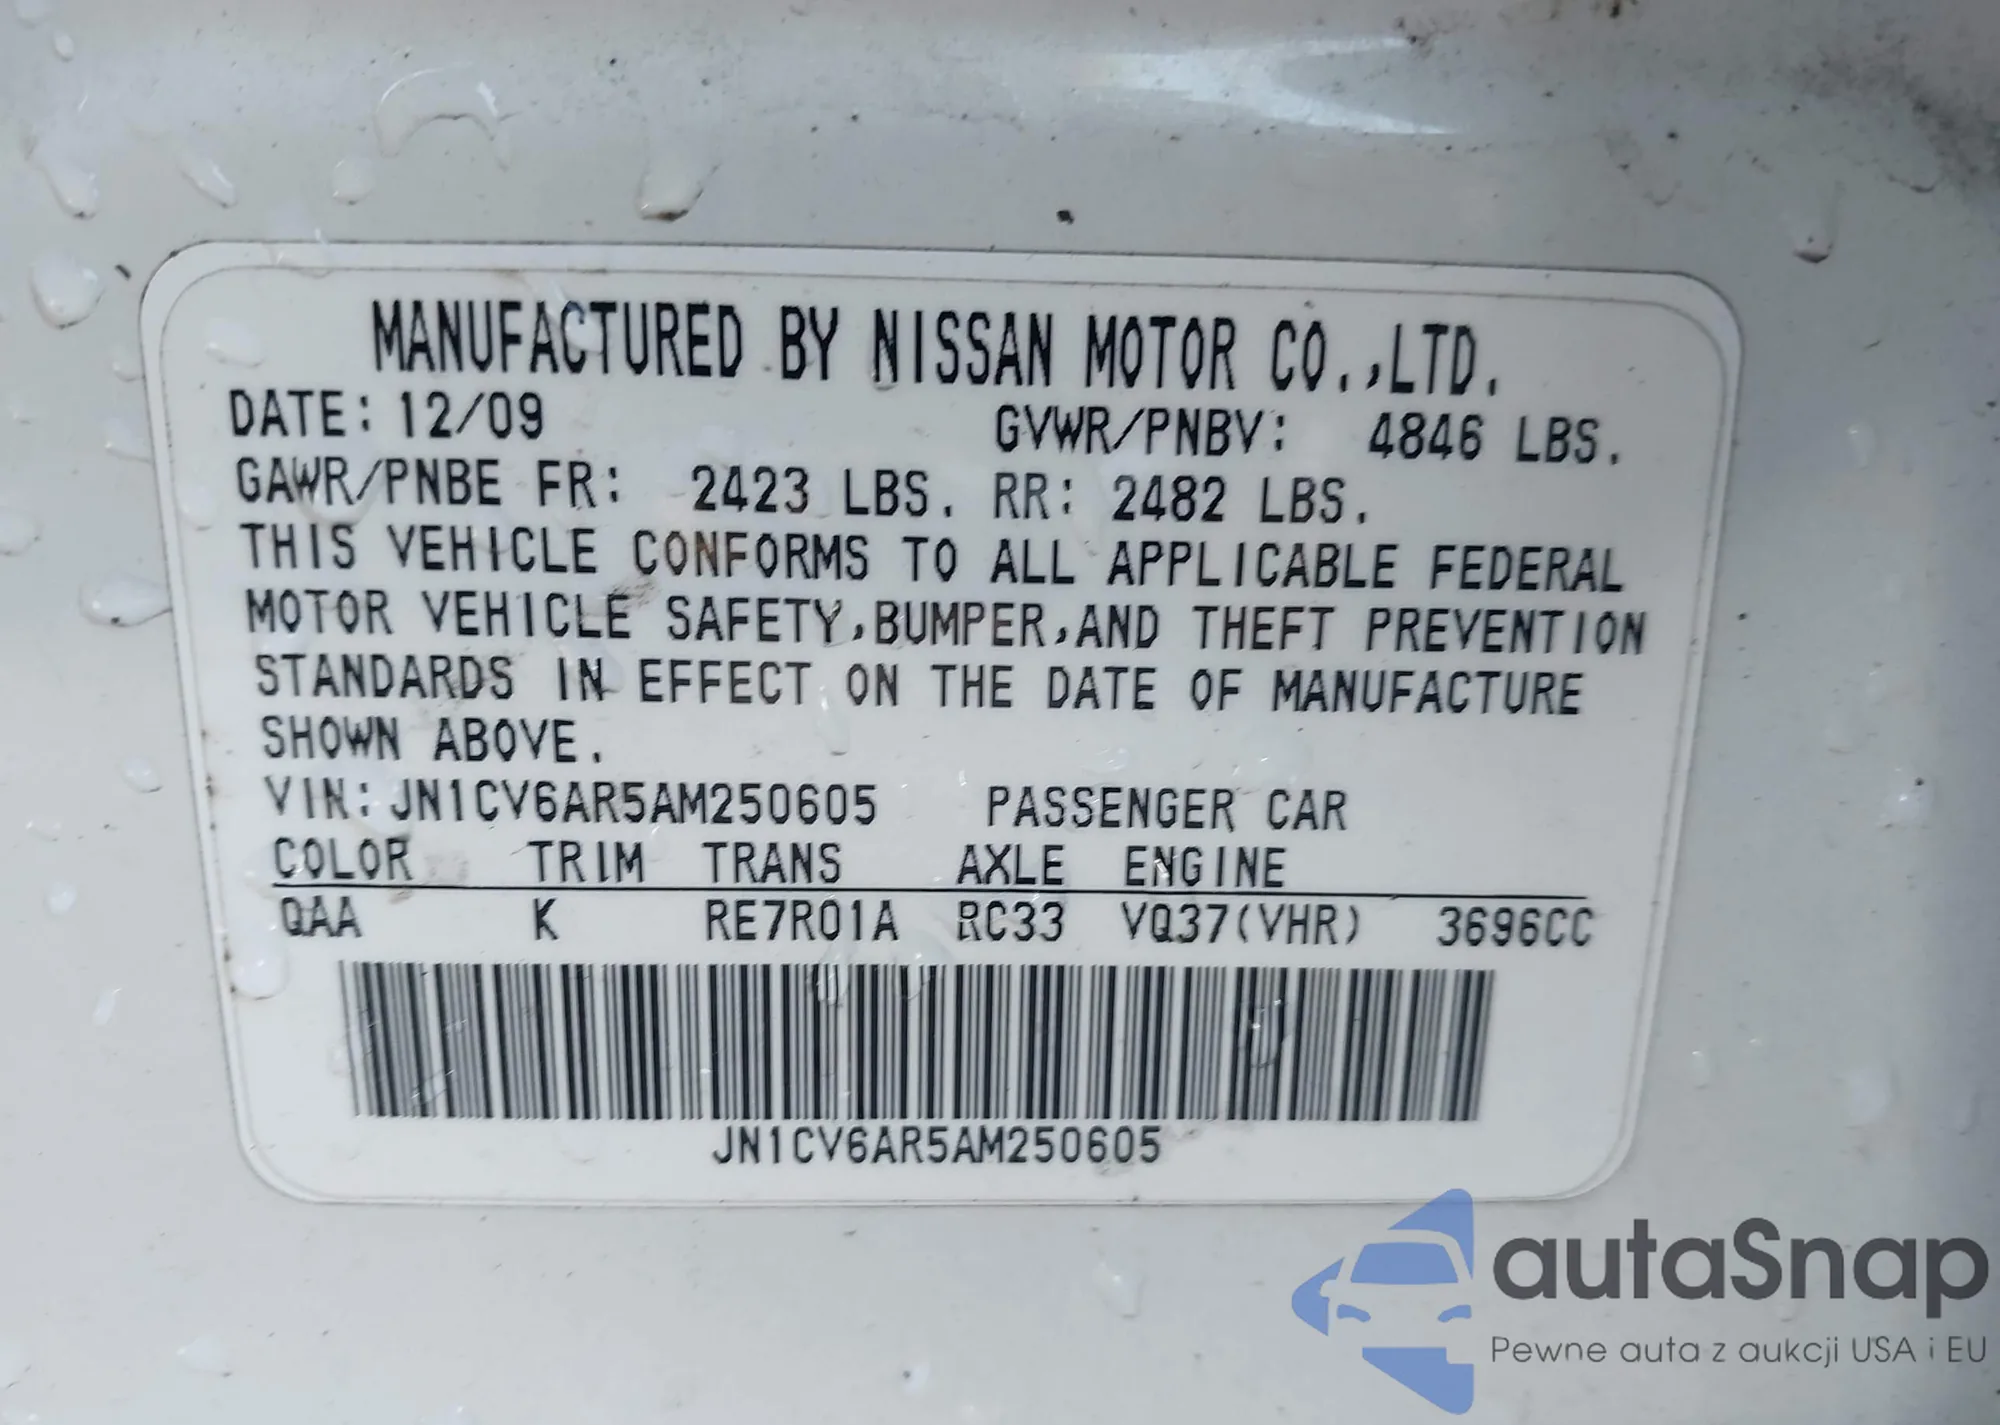 MANUFACTURED BY NISSAN MOTOR CO.,LTD.
DATE: 12/09 GVWR/PNBV: 4846 LBS.
GAWR/PNBE FR: 2423 LBS. RR: 2482 LBS.
THIS VEHICLE CONFORMS TO ALL APPLICABLE FEDERAL
MOTOR VEHICLE SAFETY,BUMPER,AND THEFT PREVENTION
STANDARDS IN EFFECT ON THE DATE OF MANUFACTURE
SHOWN ABOVE.
VIN: JN1CV6AR5AM250605 PASSENGER CAR
COLOR TRIM TRANS AXLE ENGINE
QAA K RE7R01A RC33 VQ37(VHR) 3696CC
JN1CV6AR5AM250605
autaSnap
Pewne auta z aukcji USA i EU